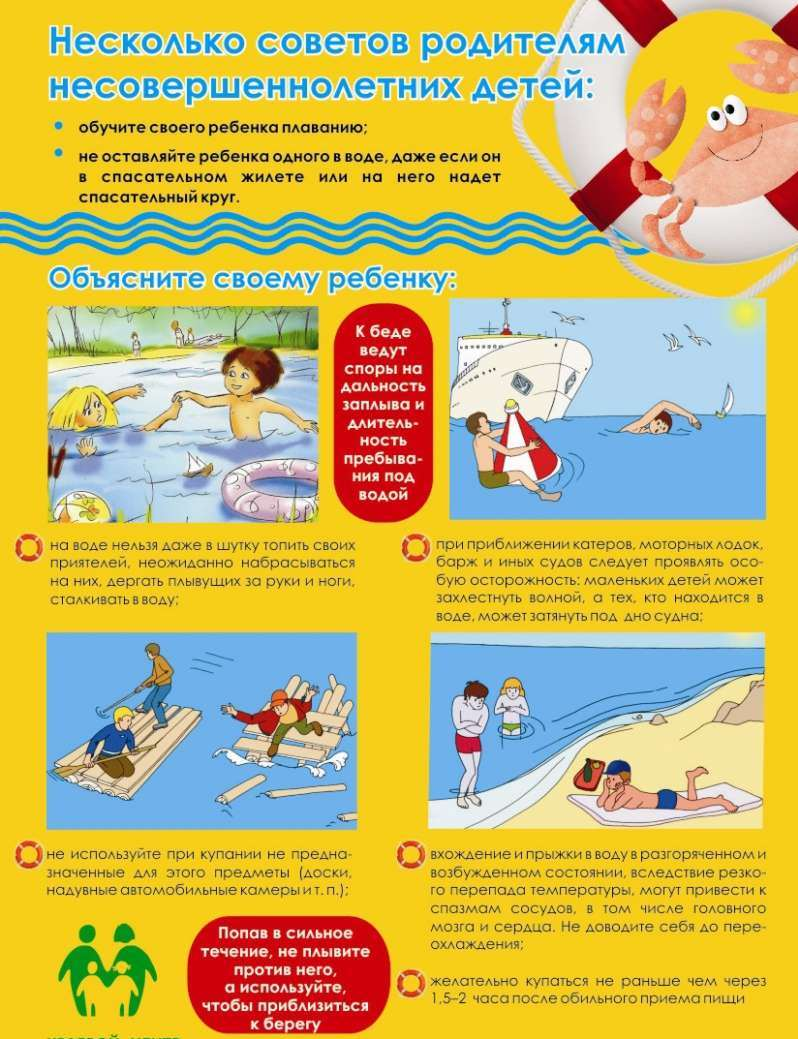 Несколько советов родителям
несовершеннолетних детей:
• обучите своего ребенка плаванию;
• не оставляйте ребенка одного в воде, даже если он
в спасательном жилете или на него надет
спасательный круг.
Объясните своему ребенку:
К беде
ведут
споры на
дальность
заплыва и
длитель-
ность
пребыва-
ния под
водой
на воде нельзя даже в шутку топить своих
приятелей, неожиданно набрасываться
на них, дергать плывущих за руки и ноги,
сталкивать в воду;
при приближении катеров, моторных лодок,
барж и иных судов следует проявлять осо-
бую осторожность: маленьких детей может
захлестнуть волной, а тех, кто находится в
воде, может затянуть под дно судна;
не используйте при купании не предна-
значенные для этого предметы (доски,
надувные автомобильные камеры и т. п.);
вхождение и прыжки в воду в разгоряченном и
возбужденном состоянии, вследствие резко-
го перепада температуры, могут привести к
спазмам сосудов, в том числе головного
мозга и сердца. Не доводите себя до пере-
охлаждения;
Попав в сильное
течение, не плывите
против него,
а используйте,
чтобы приблизиться
к берегу
желательно купаться не раньше чем через
1,5–2 часа после обильного приема пищи